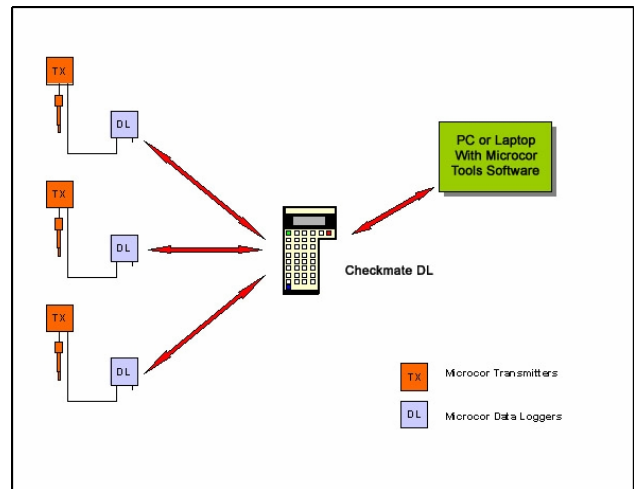 TX
DL
TX
DL
TX
DL
PC or Laptop
With Microcor
Tools Software
Checkmate DL
TX
Microcor Transmitters
DL
Microcor Data Loggers